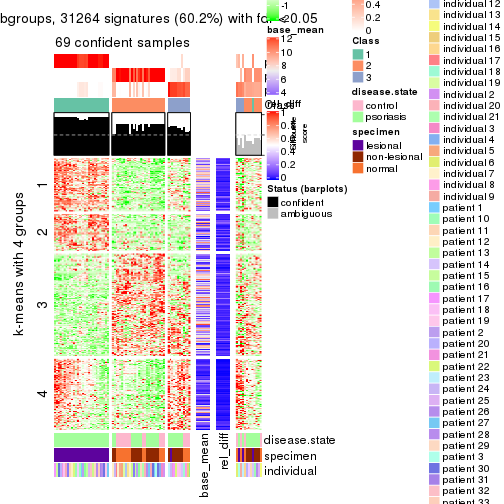 bgroups, 31264 signatures (60.2%) with fdr < 0.05
69 confident samples
k-means with 4 groups
1
2
3
4
base_mean
rel_diff
disease.state
specimen
individual
-1
-2
base_mean
12
10
8
6
4
rel_diff
1
0.8
0.6
0.4
0.2
0
Silhouette
score
Status (barplots)
confident
ambiguous
0.4
0.2
0
Class
1
2
3
disease.state
control
psoriasis
specimen
lesional
non-lesional
normal
individual 12
individual 13
individual 14
individual 15
individual 16
individual 17
individual 18
individual 19
individual 2
individual 20
individual 21
individual 3
individual 4
individual 5
individual 6
individual 7
individual 8
individual 9
patient 1
patient 10
patient 11
patient 12
patient 13
patient 14
patient 15
patient 16
patient 17
patient 18
patient 19
patient 2
patient 20
patient 21
patient 22
patient 23
patient 24
patient 25
patient 26
patient 27
patient 28
patient 29
patient 3
patient 30
patient 31
patient 32
patient 33